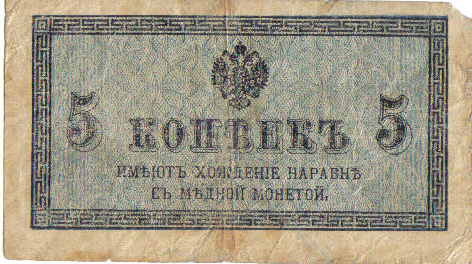 5 КОПѢЕКЪ 5
ИМѢЮТЪ ХОЖДЕНІЕ НАРАВНѢ
СЪ МѢДНОЙ МОНЕТОЙ.